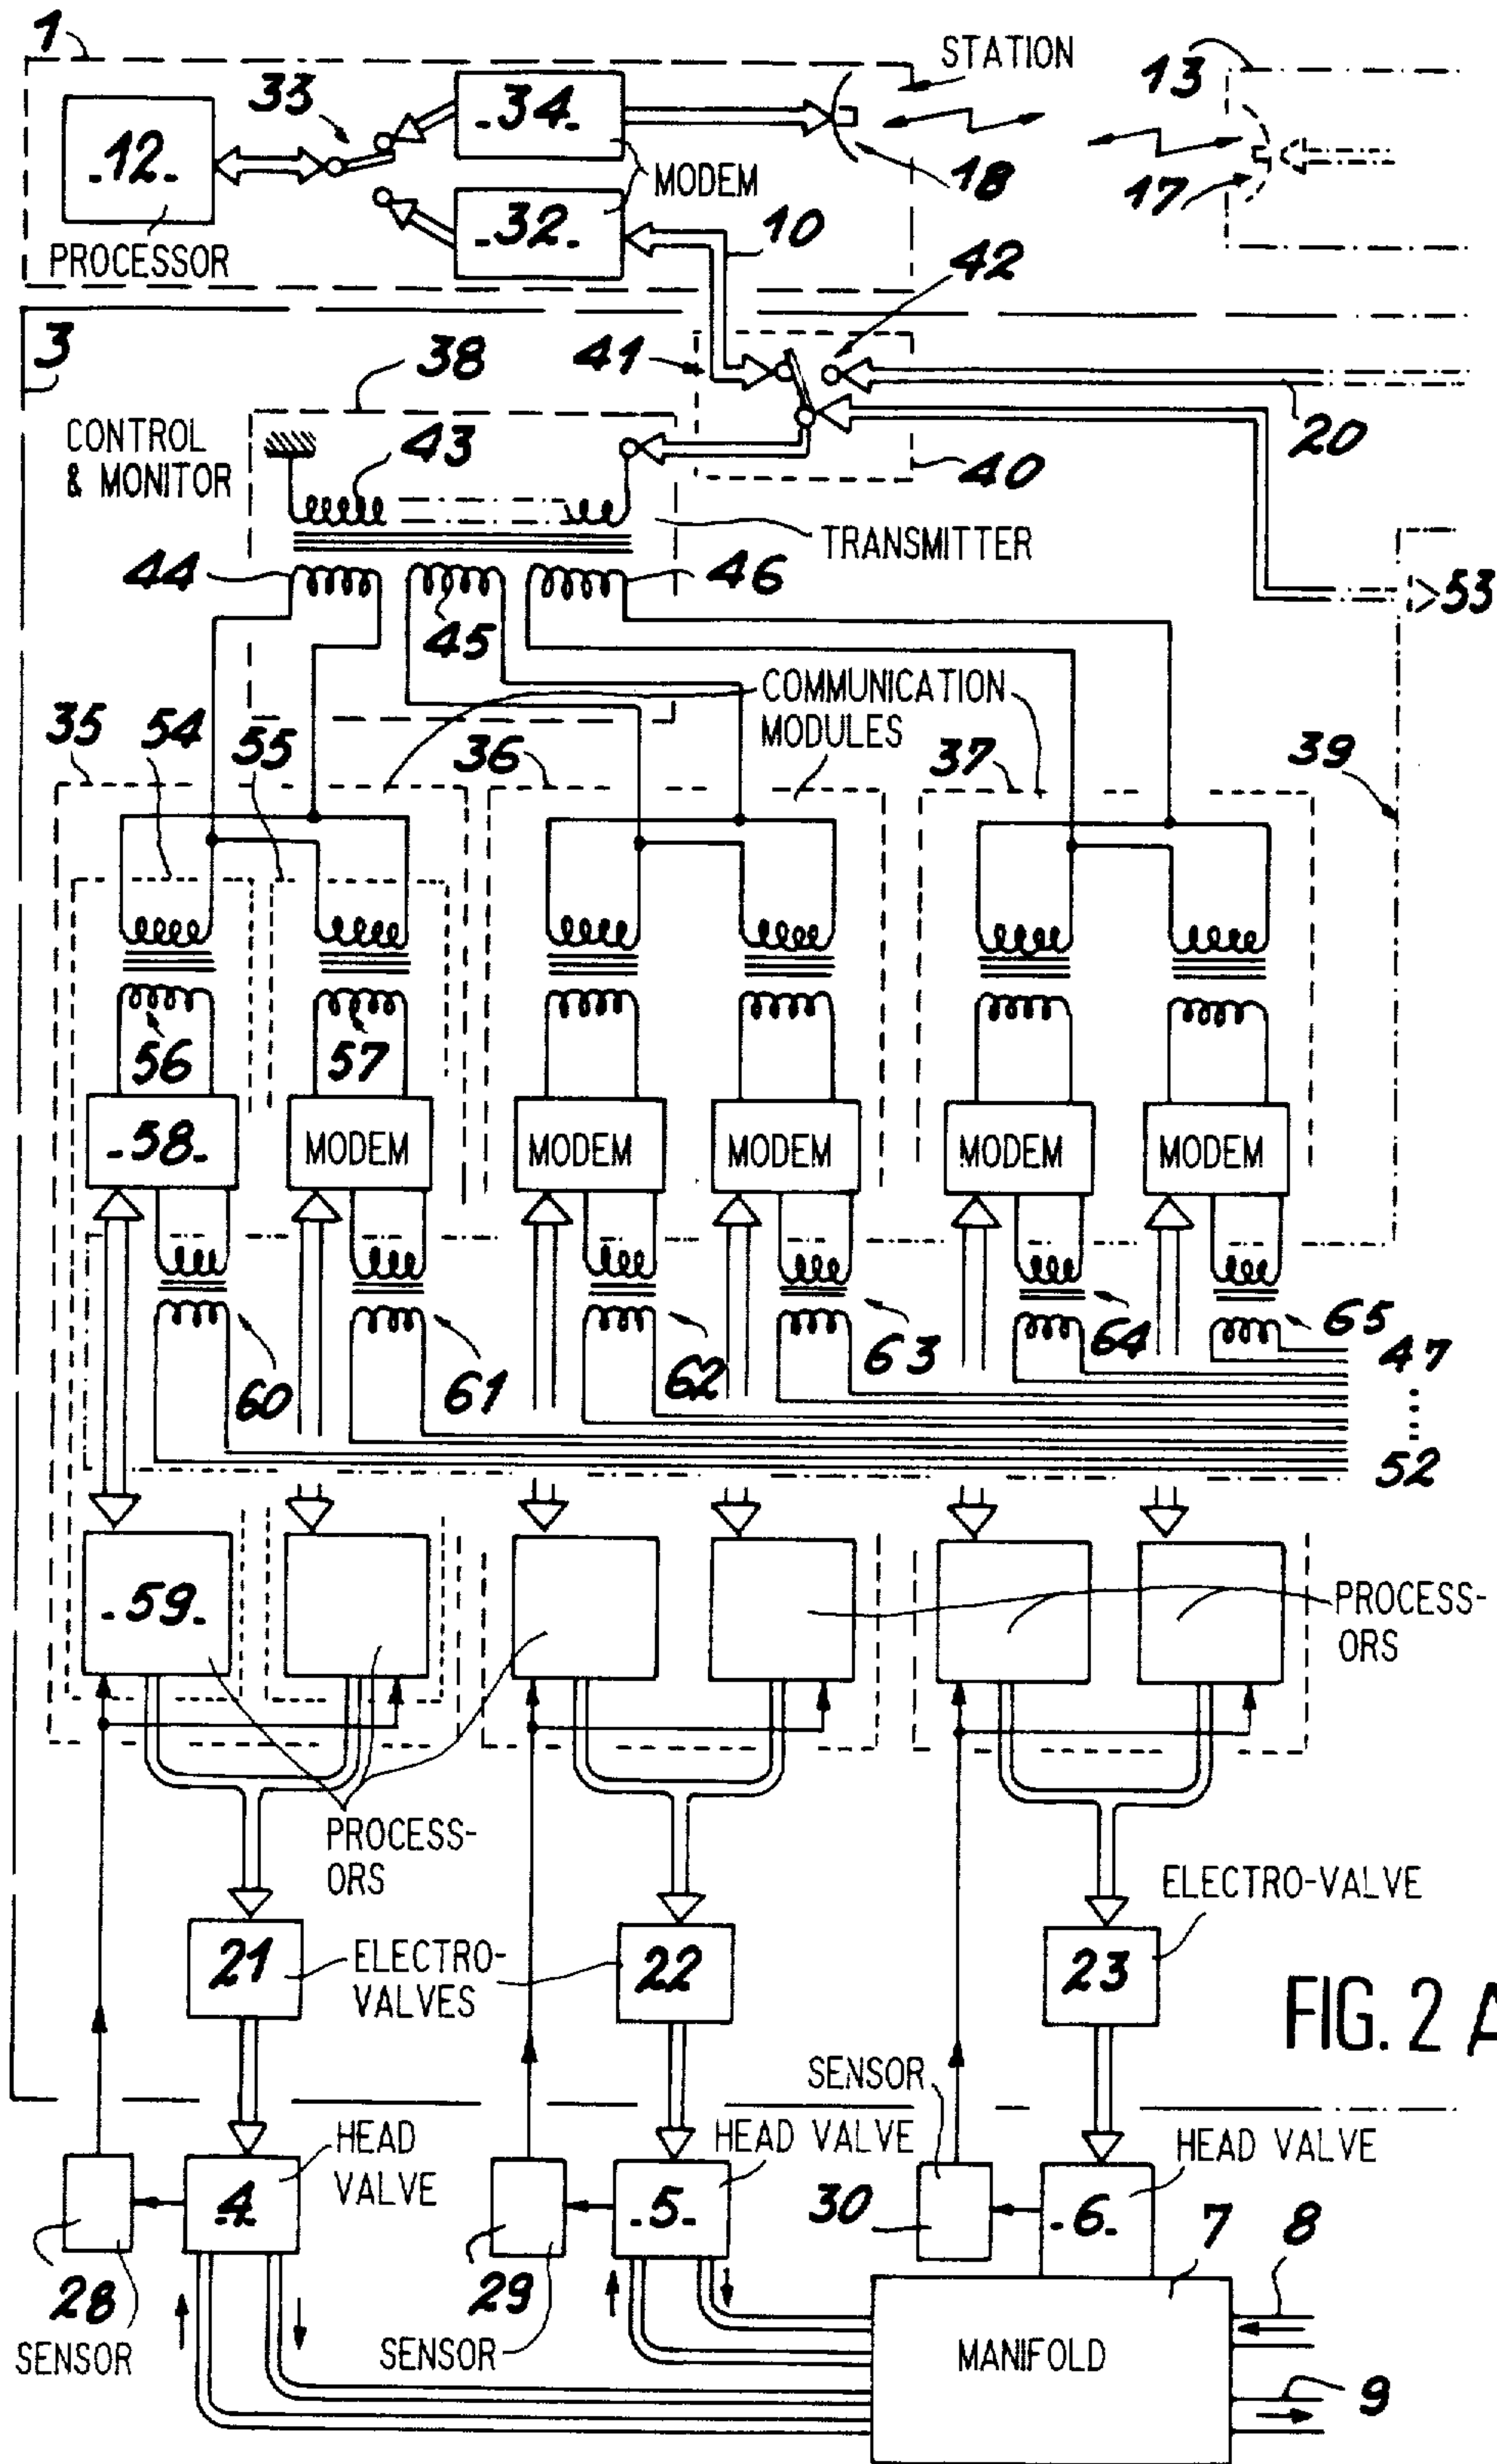 1
STATION
13
33
.34.
.12.
MODEM
18
17
.32.
10
42
PROCESSOR
3
38
41
CONTROL
& MONITOR
43
20
40
TRANSMITTER
44
46
53
45
COMMUNICATION
MODULES
35
54
55
36
37
39
56
57
.58.
MODEM
MODEM
MODEM
MODEM
MODEM
60
61
62
63
64
65
47
52
.59.
PROCESS-
ORS
PROCESS-
ORS
ELECTRO-VALVE
21
ELECTRO-
VALVES
22
23
FIG. 2 A
SENSOR
HEAD
VALVE
HEAD VALVE
HEAD VALVE
.4.
.5.
30
.6.
7
8
28
29
SENSOR
SENSOR
MANIFOLD
9